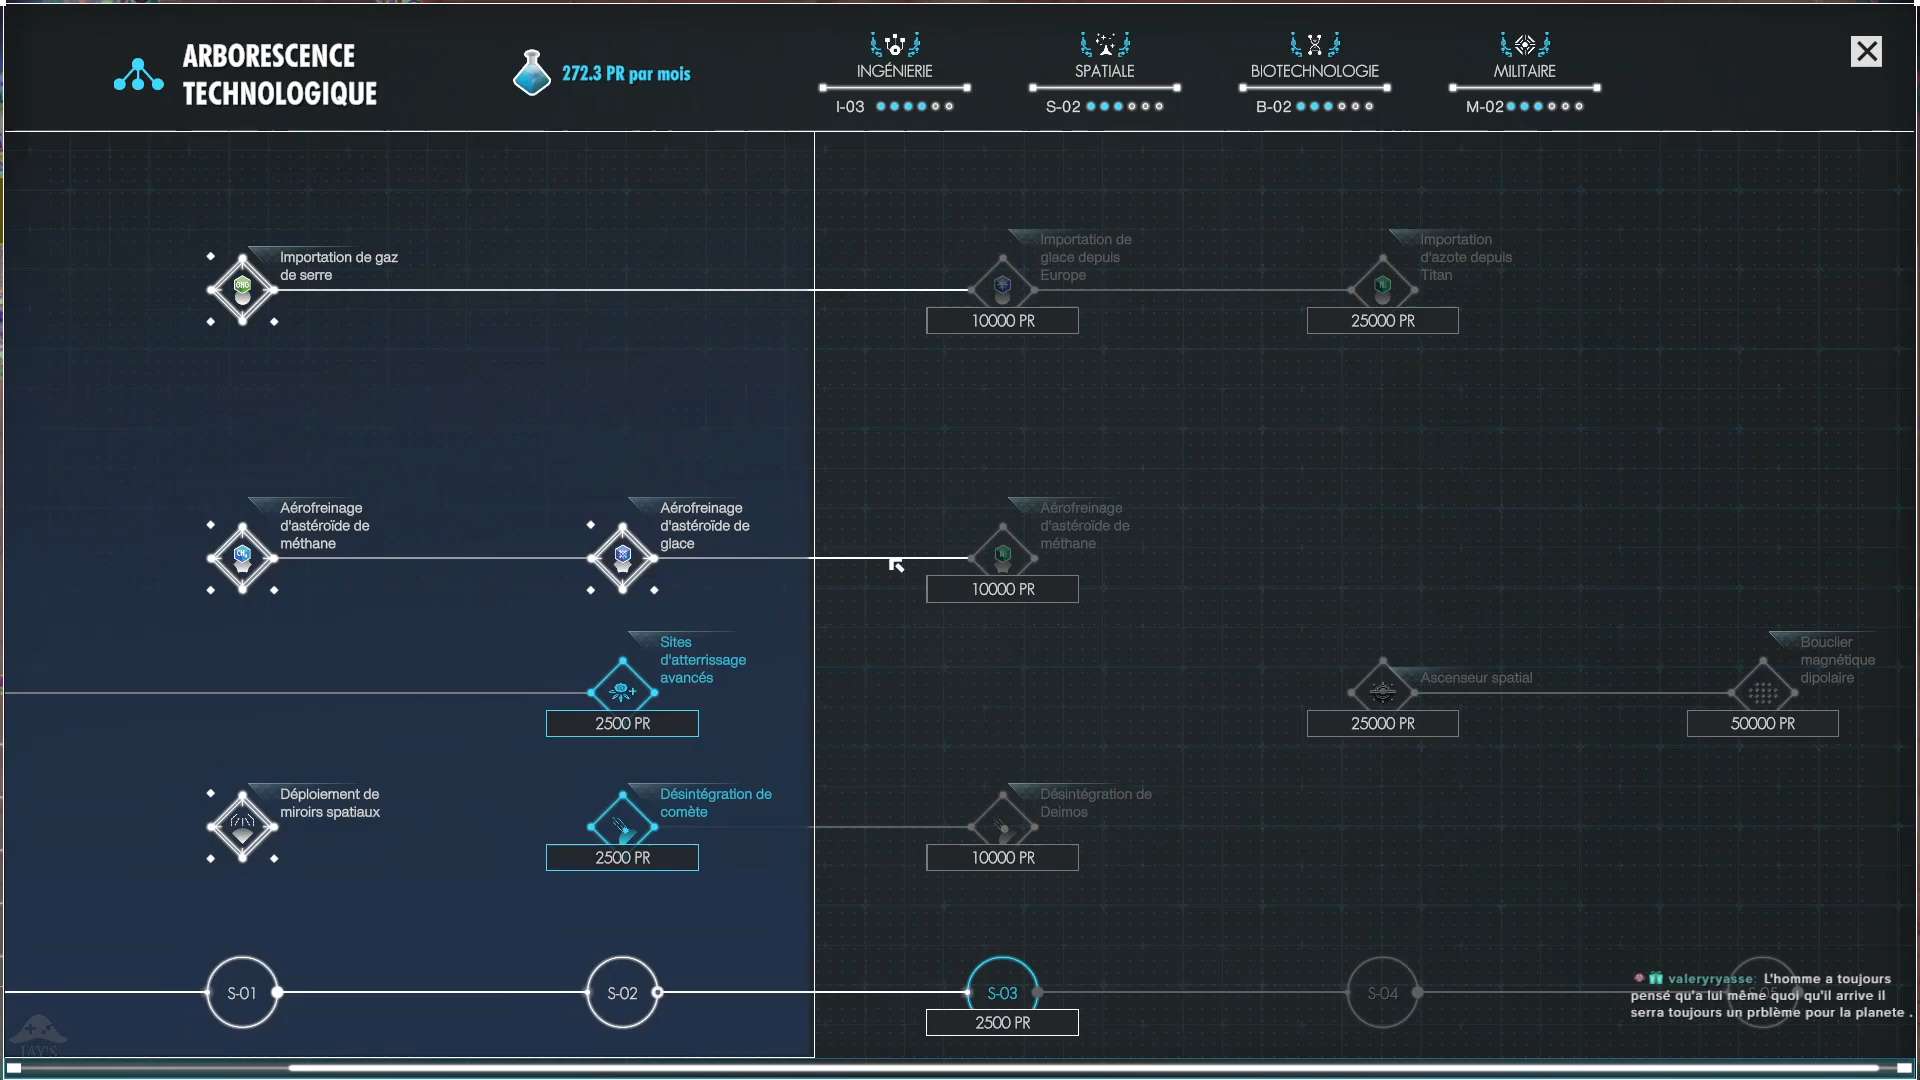 ARBORESCENCE
TECHNOLOGIQUE
272.3 PR par mois
INGÉNIERIE
I-03
SPATIALE
S-02
BIOTECHNOLOGIE
B-02
MILITAIRE
M-02
Importation de gaz
de serre
Importation de
glace depuis
Europe
10000 PR
Importation
d'azote depuis
Titan
25000 PR
Aérofreinage
d'astéroïde de
méthane
Aérofreinage
d'astéroïde de
glace
Aérofreinage
d'astéroïde de
méthane
10000 PR
Sites
d'atterrissage
avancés
2500 PR
Ascenseur spatial
25000 PR
Bouclier
magnétique
dipolaire
50000 PR
Déploiement de
miroirs spatiaux
Désintégration de
comète
2500 PR
Désintégration de
Deimos
10000 PR
S-01
S-02
S-03
2500 PR
S-04
S-05
valeryryasse: L'homme a toujours
pensé qu'a lui même quoi qu'il arrive il
serra toujours un prblème pour la planete .
JAY'S